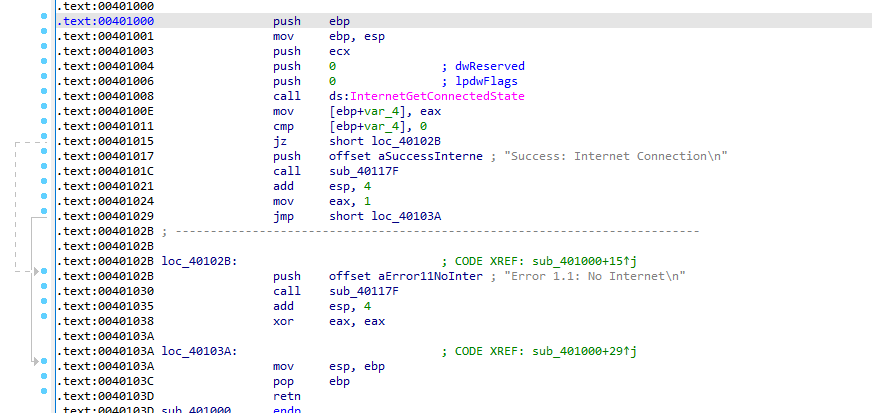 .text:00401000
.text:00401000 push ebp
.text:00401001 mov ebp, esp
.text:00401003 push ecx
.text:00401004 push 0 ; dwReserved
.text:00401006 push 0 ; lpdwFlags
.text:00401008 call ds:InternetGetConnectedState
.text:0040100E mov [ebp+var_4], eax
.text:00401011 cmp [ebp+var_4], 0
.text:00401015 jz short loc_40102B
.text:00401017 push offset aSuccessInterne ; "Success: Internet Connection\n"
.text:0040101C call sub_40117F
.text:00401021 add esp, 4
.text:00401024 mov eax, 1
.text:00401029 jmp short loc_40103A
.text:0040102B ; ---------------------------------------------------------------------------
.text:0040102B
.text:0040102B loc_40102B: ; CODE XREF: sub_401000+15↑j
.text:0040102B push offset aError11NoInter ; "Error 1.1: No Internet\n"
.text:00401030 call sub_40117F
.text:00401035 add esp, 4
.text:00401038 xor eax, eax
.text:0040103A
.text:0040103A loc_40103A: ; CODE XREF: sub_401000+29↑j
.text:0040103A mov esp, ebp
.text:0040103C pop ebp
.text:0040103D retn
.text:0040103D sub_401000 endp